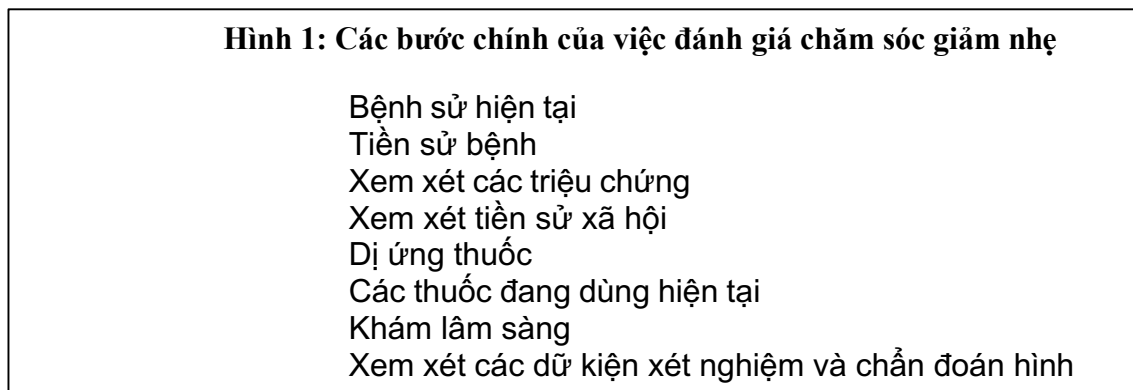 Hình 1: Các bước chính của việc đánh giá chăm sóc giảm nhẹ
Bệnh sử hiện tại
Tiền sử bệnh
Xem xét các triệu chứng
Xem xét tiền sử xã hội
Dị ứng thuốc
Các thuốc đang dùng hiện tại
Khám lâm sàng
Xem xét các dữ kiện xét nghiệm và chẩn đoán hình